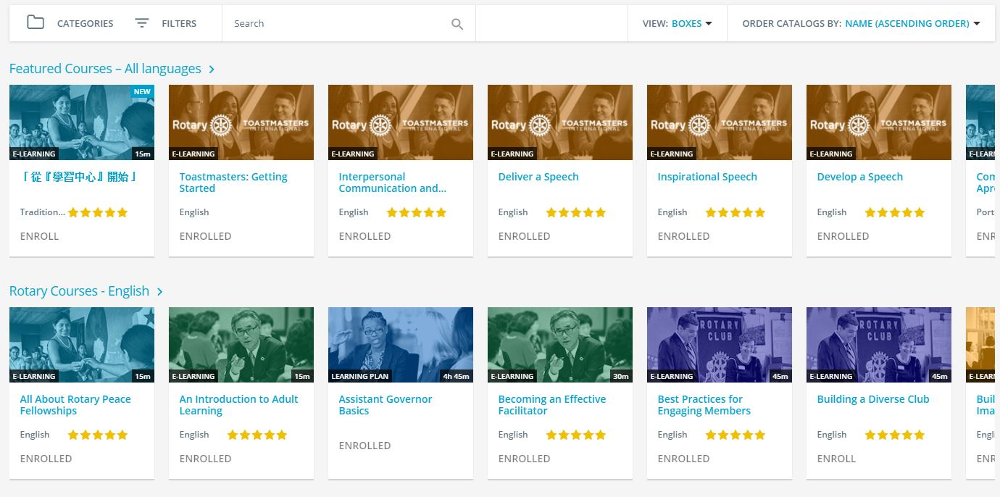 CATEGORIES
FILTERS
Search
VIEW: BOXES
ORDER CATALOGS BY: NAME (ASCENDING ORDER)
Featured Courses – All languages
NEW
E-LEARNING
15m
「從『學習中心』開始」
Tradition...
ENROLL
Rotary TOASTMASTERS
INTERNATIONAL
E-LEARNING
Toastmasters: Getting
Started
English
ENROLLED
Rotary TOASTMASTERS
INTERNATIONAL
E-LEARNING
Interpersonal
Communication and...
English
ENROLLED
Rotary TOASTMASTERS
INTERNATIONAL
E-LEARNING
Deliver a Speech
English
ENROLLED
Rotary TOASTMASTERS
INTERNATIONAL
E-LEARNING
Inspirational Speech
English
ENROLLED
Rotary TOASTMASTERS
INTERNATIONAL
E-LEARNING
Develop a Speech
English
ENROLLED
E-LEARN
Com
Apre
Port
ENR
Rotary Courses - English
E-LEARNING
15m
All About Rotary Peace
Fellowships
English
ENROLLED
E-LEARNING
15m
An Introduction to Adult
Learning
English
ENROLLED
LEARNING PLAN
4h 45m
Assistant Governor
Basics
ENROLLED
E-LEARNING
30m
Becoming an Effective
Facilitator
English
ENROLLED
ROTARY
CLUB
E-LEARNING
45m
Best Practices for
Engaging Members
English
ENROLLED
ROTARY
CLUB
E-LEARNING
45m
Building a Diverse Club
English
ENROLL
E-LEARN
Buil
Ima
Engl
ENR